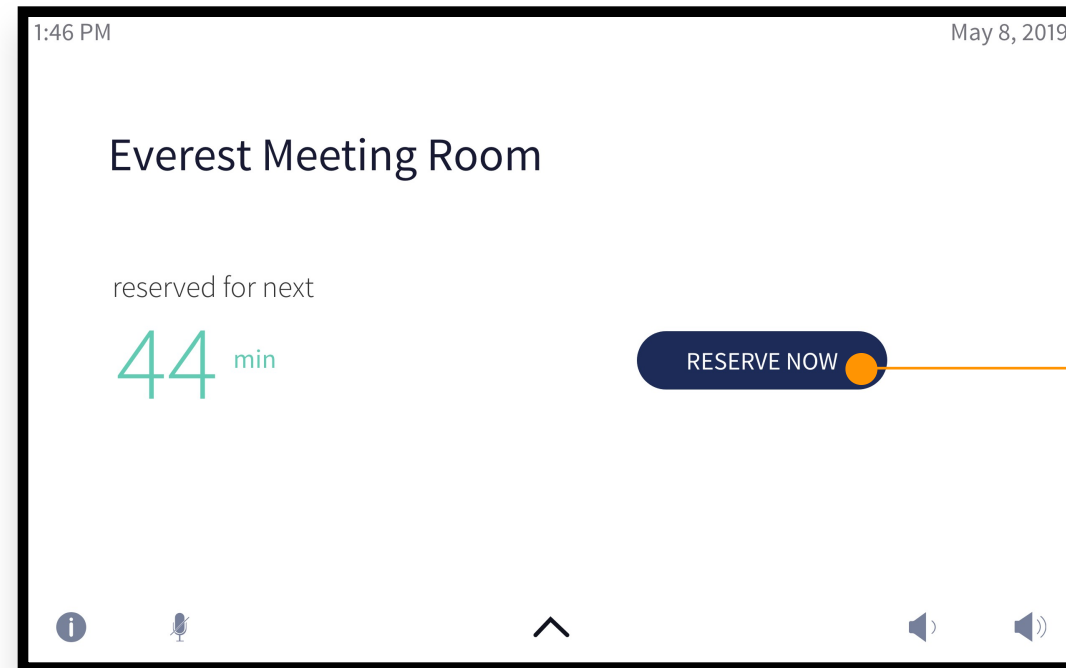 1:46 PM
May 8, 2019
Everest Meeting Room
reserved for next
44 min
RESERVE NOW